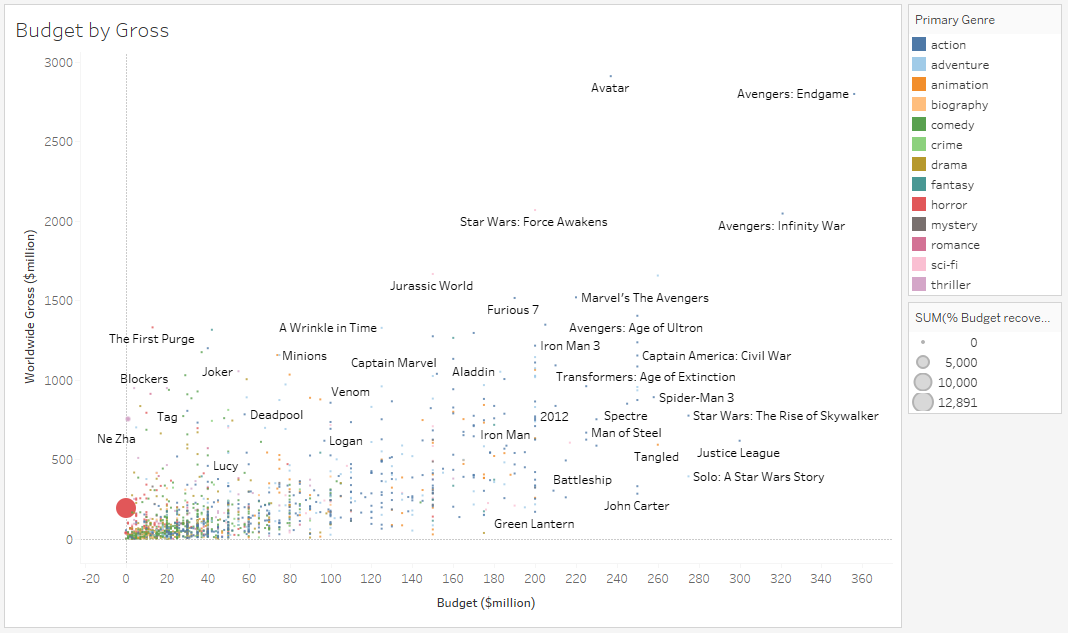 Budget by Gross
3000
Avatar
Avengers: Endgame
2500
2000
Star Wars: Force Awakens
Avengers: Infinity War
Jurassic World
1500
Marvel's The Avengers
Furious 7
A Wrinkle in Time
Avengers: Age of Ultron
The First Purge
Iron Man 3
Minions
Captain America: Civil War
Captain Marvel
Joker
Aladdin
Blockers
1000
Transformers: Age of Extinction
Venom
Spider-Man 3
Tag
Deadpool
2012
Spectre
Star Wars: The Rise of Skywalker
Ne Zha
Logan
Iron Man
Man of Steel
500
Tangled
Justice League
Lucy
Battleship
Solo: A Star Wars Story
John Carter
Green Lantern
0
Worldwide Gross ($million)
-20 0 20 40 60 80 100 120 140 160 180 200 220 240 260 280 300 320 340 360
Budget ($million)
Primary Genre
action
adventure
animation
biography
comedy
crime
drama
fantasy
horror
mystery
romance
sci-fi
thriller
SUM(% Budget recove...
0
5,000
10,000
12,891